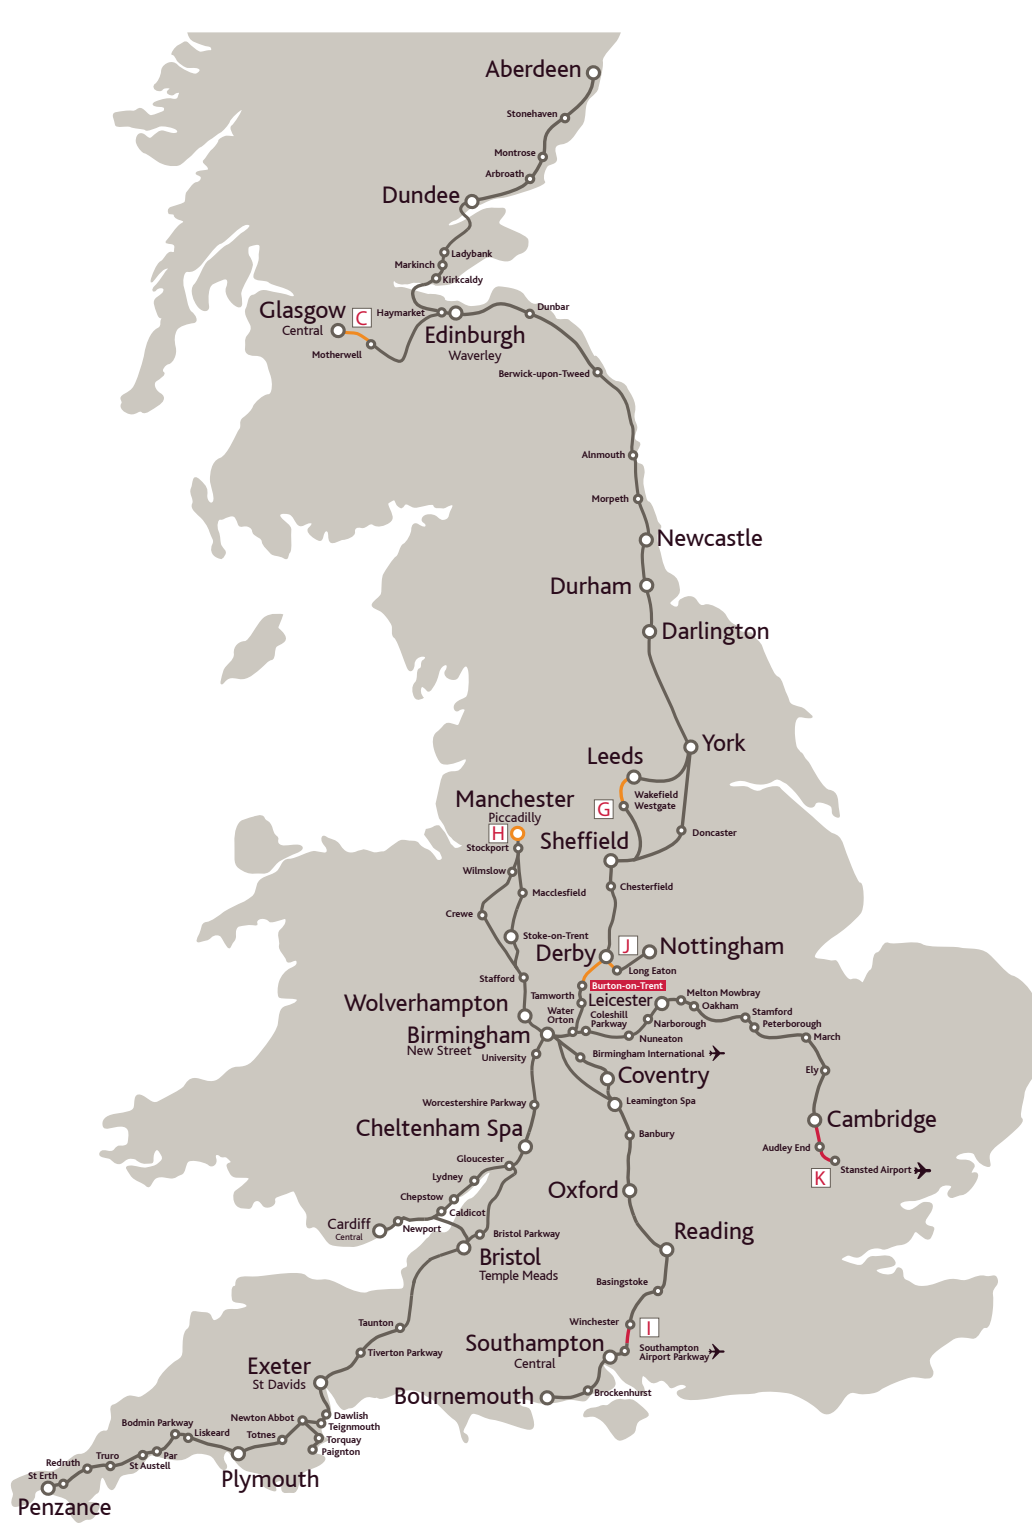 Aberdeen
Stonehaven
Montrose
Arbroath
Dundee
Ladybank
Markinch
Kirkcaldy
Glasgow
Central
C
Haymarket
Motherwell
Edinburgh
Waverley
Dunbar
Berwick-upon-Tweed
Alnmouth
Morpeth
Newcastle
Durham
Darlington
York
Leeds
Wakefield
Westgate
G
Manchester
Piccadilly
H
Stockport
Sheffield
Doncaster
Wilmslow
Macclesfield
Chesterfield
Crewe
Stoke-on-Trent
Derby
J
Nottingham
Long Eaton
Stafford
Burton-on-Trent
Tamworth
Leicester
Melton Mowbray
Oakham
Stamford
Peterborough
March
Wolverhampton
Water
Orton
Coleshill
Parkway
Narborough
Nuneaton
Birmingham
New Street
University
Birmingham International
Ely
Coventry
Worcestershire Parkway
Leamington Spa
Cheltenham Spa
Banbury
Cambridge
Audley End
Stansted Airport
K
Gloucester
Lydney
Chepstow
Caldicot
Oxford
Cardiff
Central
Newport
Bristol Parkway
Bristol
Temple Meads
Reading
Basingstoke
Taunton
Winchester
I
Tiverton Parkway
Southampton
Central
Southampton
Airport Parkway
Exeter
St Davids
Bournemouth
Brockenhurst
Dawlish
Teignmouth
Newton Abbot
Torquay
Paignton
Totnes
Bodmin Parkway
Liskeard
Plymouth
Par
St Austell
Truro
Redruth
St Erth
Penzance